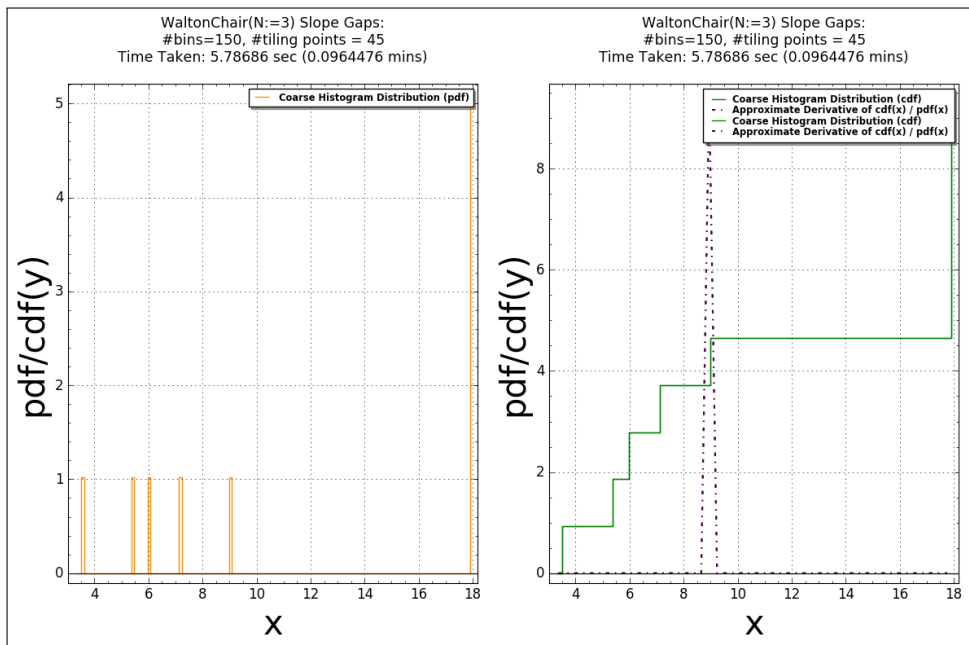 WaltonChair(N:=3) Slope Gaps:
#bins=150, #tiling points = 45
Time Taken: 5.78686 sec (0.0964476 mins)
Coarse Histogram Distribution (pdf)
pdf/cdf(y)
5
4
3
2
1
0
4 6 8 10 12 14 16 18
x
WaltonChair(N:=3) Slope Gaps:
#bins=150, #tiling points = 45
Time Taken: 5.78686 sec (0.0964476 mins)
Coarse Histogram Distribution (cdf)
Approximate Derivative of cdf(x) / pdf(x)
Coarse Histogram Distribution (cdf)
Approximate Derivative of cdf(x) / pdf(x)
pdf/cdf(y)
8
6
4
2
0
4 6 8 10 12 14 16 18
x